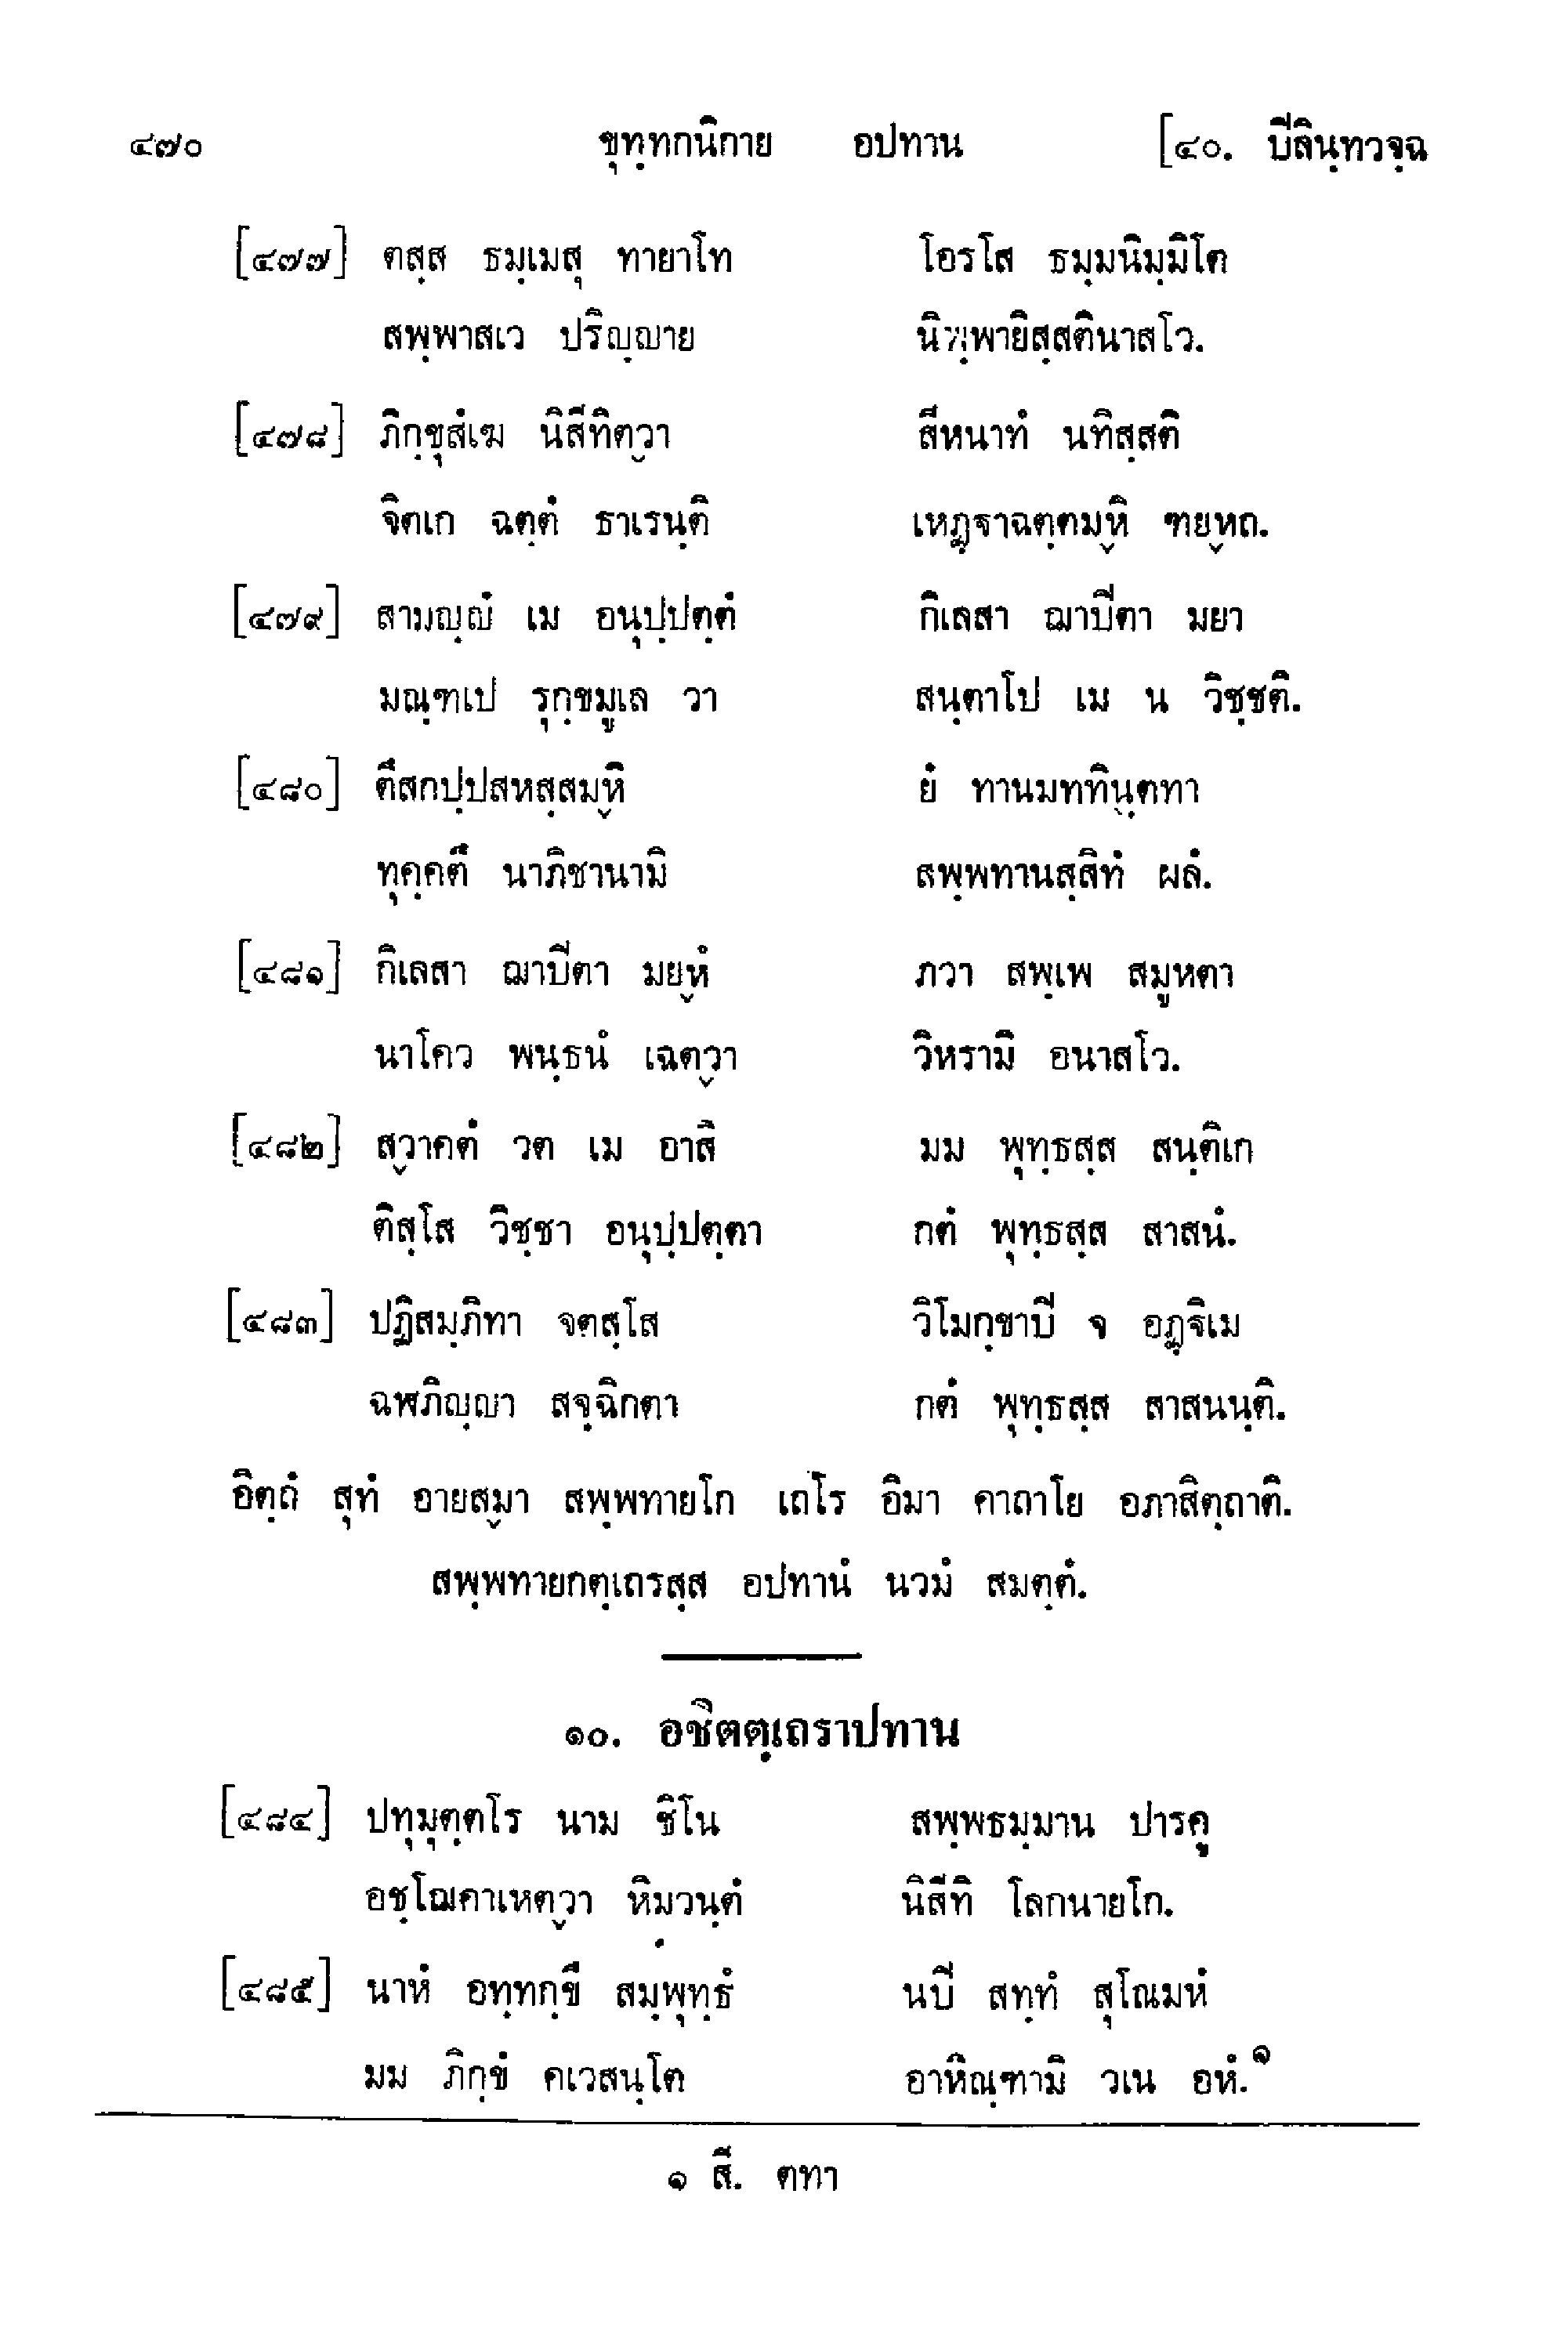 ๔๗๐ ขุทฺทกนิกาย อปทาน [๔๐. ปิลินฺทวจฺฉ
[๔๗๗] ตสฺส ธมฺเมสุ ทายาโท โอรโส ธมฺมนิมฺมิโต
สพฺพาสเว ปริญฺญาย นิพฺพายิสฺสตินาสโว.
[๔๗๘] ภิกฺขุสํเฆ นิสีทิตฺวา สีหนาทํ นทิสฺสติ
จิตเก ฉตฺตํ ธาเรนฺติ เหฏฺฐาฉตฺตมฺหิ ฑยฺหถ.
[๔๗๙] สามญฺญํ เม อนุปฺปตฺตํ กิเลสา ฌาปิตา มยา
มณฺฑเป รุกฺขมูเล วา สนฺตาโป เม น วิชฺชติ.
[๔๘๐] ตึสกปฺปสหสฺสมฺหิ ยํ ทานมททินฺตทา
ทุคฺคตึ นาภิชานามิ สพฺพทานสฺสิทํ ผลํ.
[๔๘๑] กิเลสา ฌาปิตา มยฺหํ ภวา สพฺเพ สมูหตา
นาโคว พนฺธนํ เฉตฺวา วิหรามิ อนาสโว.
[๔๘๒] สฺวาคตํ วต เม อาสิ มม พุทฺธสฺส สนฺติเก
ติสฺโส วิชฺชา อนุปฺปตฺตา กตํ พุทฺธสฺส สาสนํ.
[๔๘๓] ปฏิสมฺภิทา จตสฺโส วิโมกฺขาปิ จ อฏฺฐิเม
ฉฬภิญฺญา สจฺฉิกตา กตํ พุทฺธสฺส สาสนนฺติ.
อิตฺถํ สุทํ อายสฺมา สพฺพทายโก เถโร อิมา คาถาโย อภาสิตฺถาติ.
สพฺพทายกตฺเถรสฺส อปทานํ นวมํ สมตฺตํ.
๑๐. อชิตตฺเถราปทาน
[๔๘๔] ปทุมุตฺตโร นาม ชิโน สพฺพธมฺมาน ปารคู
อชฺโฌคาเหตฺวา หิมวนฺตํ นิสีทิ โลกนายโก.
[๔๘๕] นาหํ อทฺทกฺขึ สมฺพุทฺธํ นปิ สทฺทํ สุโณมหํ
มม ภิกฺขํ คเวสนฺโต อาหิณฺฑามิ วเน อหํ.๑
๑ สี. ตทา